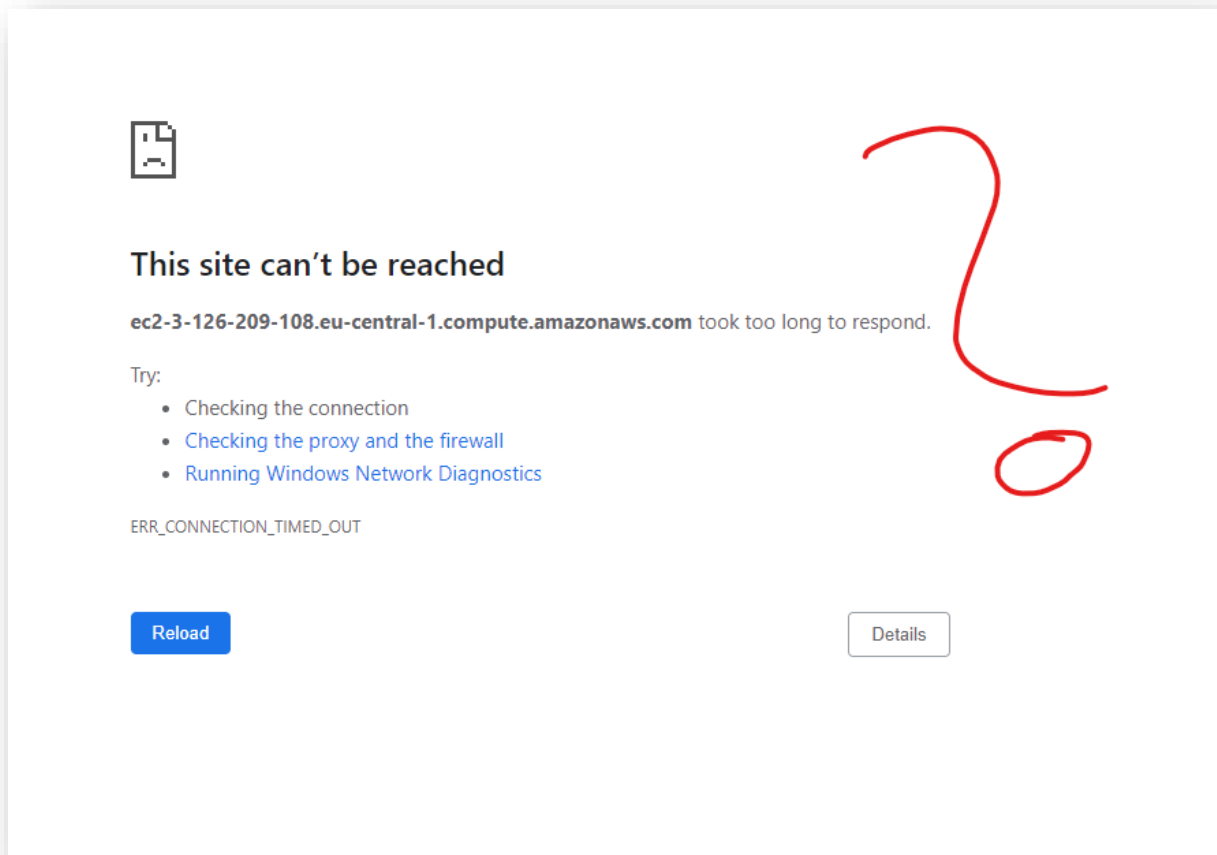 This site can’t be reached
ec2-3-126-209-108.eu-central-1.compute.amazonaws.com took too long to respond.
Try:
• Checking the connection
• Checking the proxy and the firewall
• Running Windows Network Diagnostics
ERR_CONNECTION_TIMED_OUT
Reload
Details
?